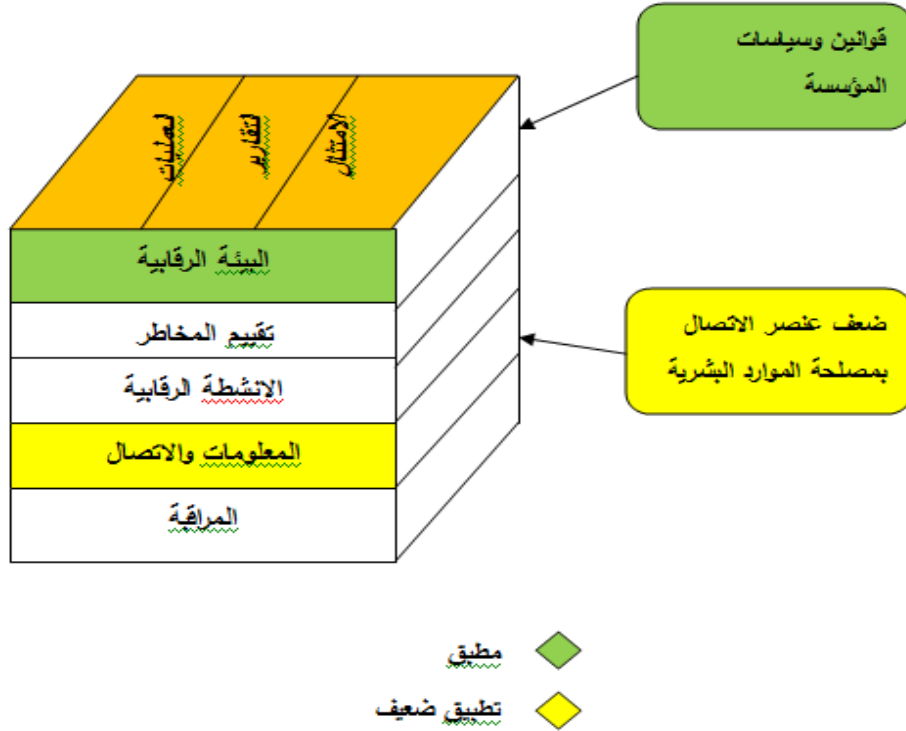 قوانين وسياسات
المؤسسة
العمليات
التقارير
الامتثال
البيئة الرقابية
تقييم المخاطر
الانشطة الرقابية
المعلومات والاتصال
المراقبة
ضعف عنصر الاتصال
بمصلحة الموارد البشرية
مطبق
تطبيق ضعيف